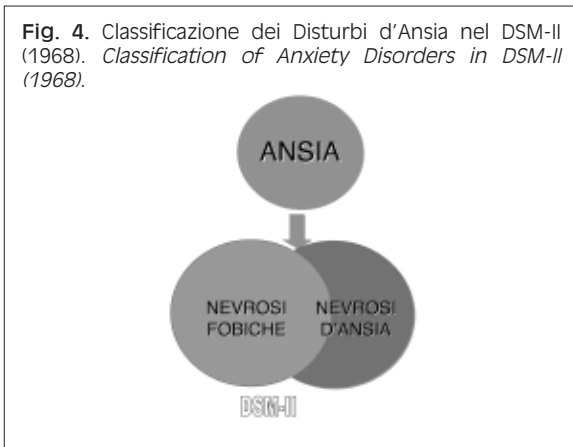 Fig. 4. Classificazione dei Disturbi d’Ansia nel DSM-II
(1968). Classification of Anxiety Disorders in DSM-II
(1968).
ANSIA
NEVROSI
FOBICHE
NEVROSI
D'ANSIA
DSM-II